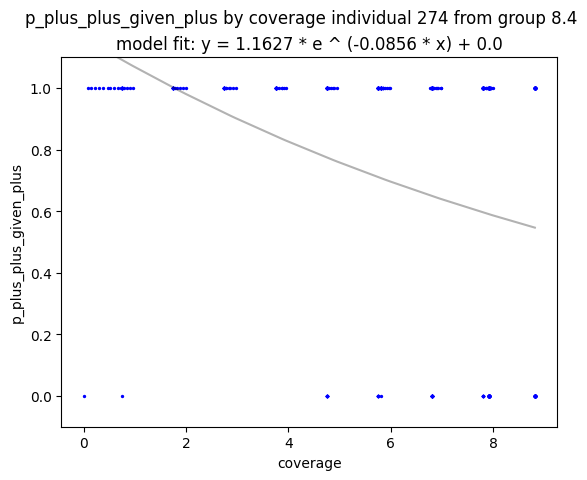 p_plus_plus_given_plus by coverage individual 274 from group 8.4
model fit: y = 1.1627 * e ^ (-0.0856 * x) + 0.0
1.0
0.8
0.6
0.4
0.2
0.0
p_plus_plus_given_plus
0 2 4 6 8
coverage